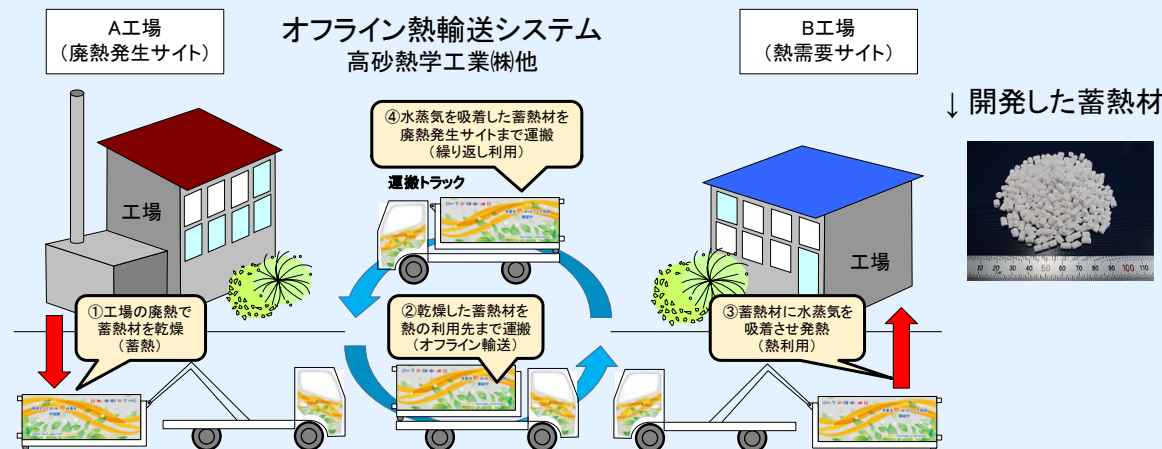 オフライン熱輸送システム
高砂熱学工業㈱他
A工場
(廃熱発生サイト)
B工場
(熱需要サイト)
↓開発した蓄熱材
④水蒸気を吸着した蓄熱材を
廃熱発生サイトまで運搬
(繰り返し利用)
運搬トラック
工場
工場
①工場の廃熱で
蓄熱材を乾燥
(蓄熱)
②乾燥した蓄熱材を
熱の利用先まで運搬
(オフライン輸送)
③蓄熱材に水蒸気を
吸着させ発熱
(熱利用)
10 20 30 40 50 60 70 80 90 100 110